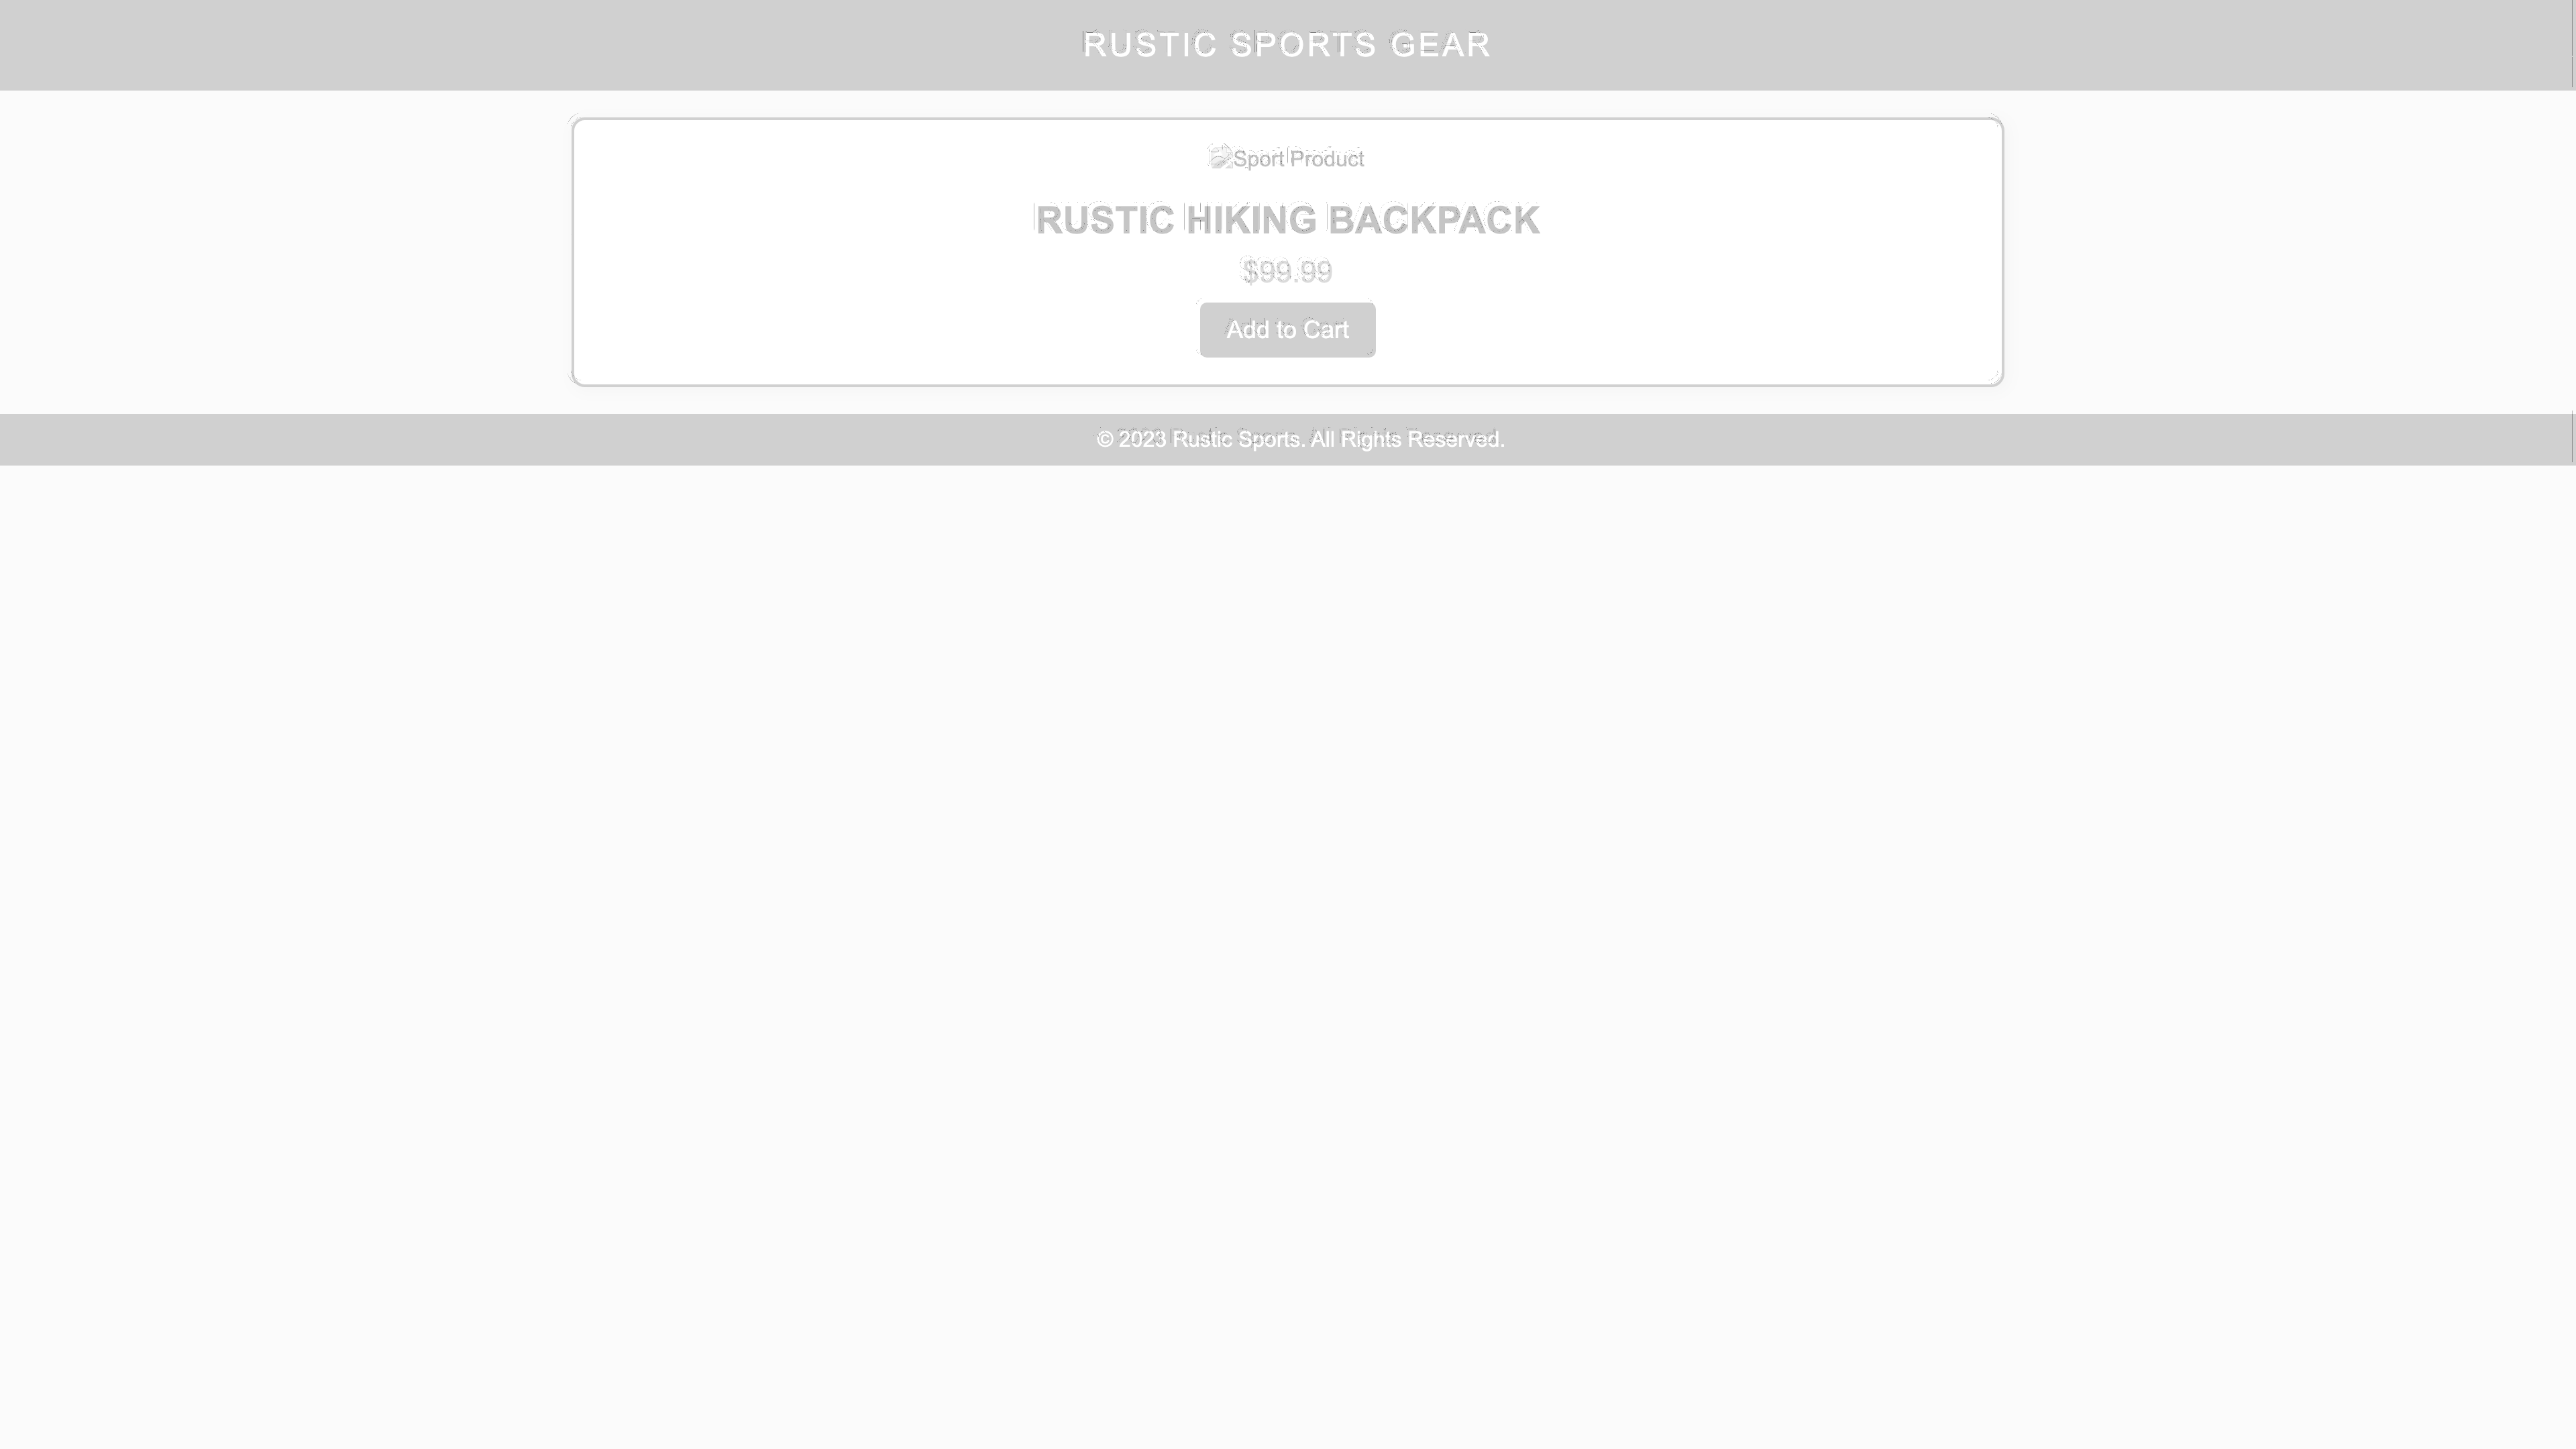 RUSTIC SPORTS GEAR
Sport Product
RUSTIC HIKING BACKPACK
$99.99
Add to Cart
© 2023 Rustic Sports. All Rights Reserved.